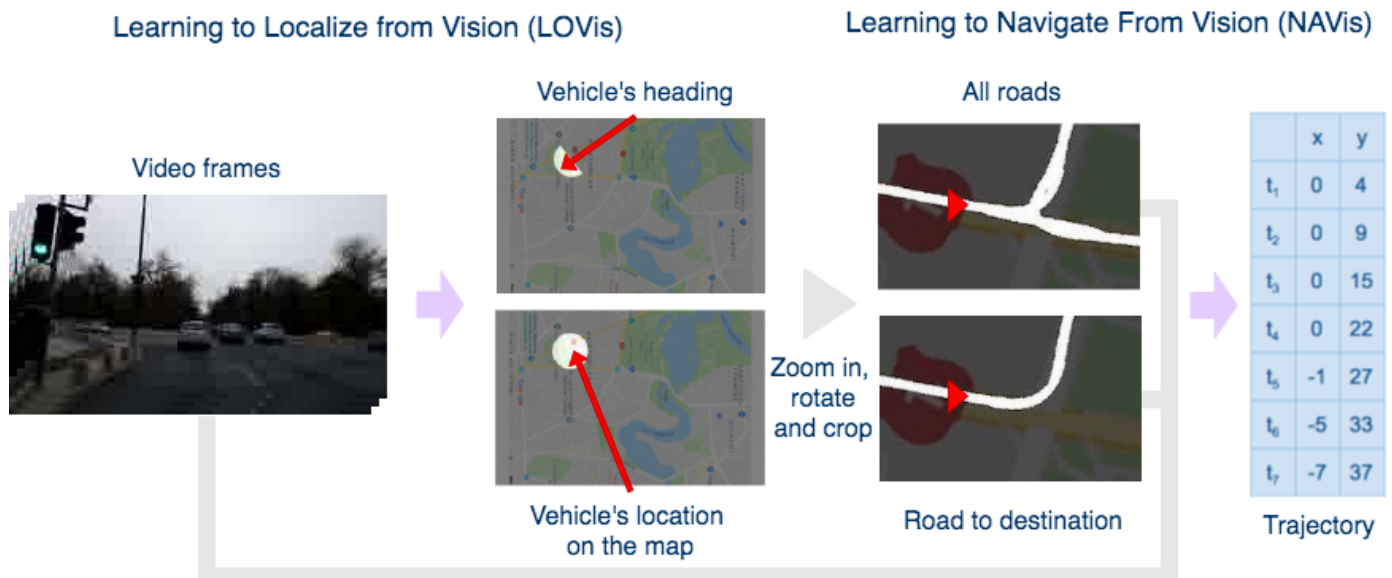 Learning to Localize from Vision (LOVis)
Learning to Navigate From Vision (NAVis)
Vehicle's heading
All roads
Video frames
x y
t1 0 4
t2 0 9
t3 0 15
t4 0 22
t5 -1 27
t6 -5 33
t7 -7 37
Zoom in,
rotate
and crop
Vehicle's location
on the map
Road to destination
Trajectory